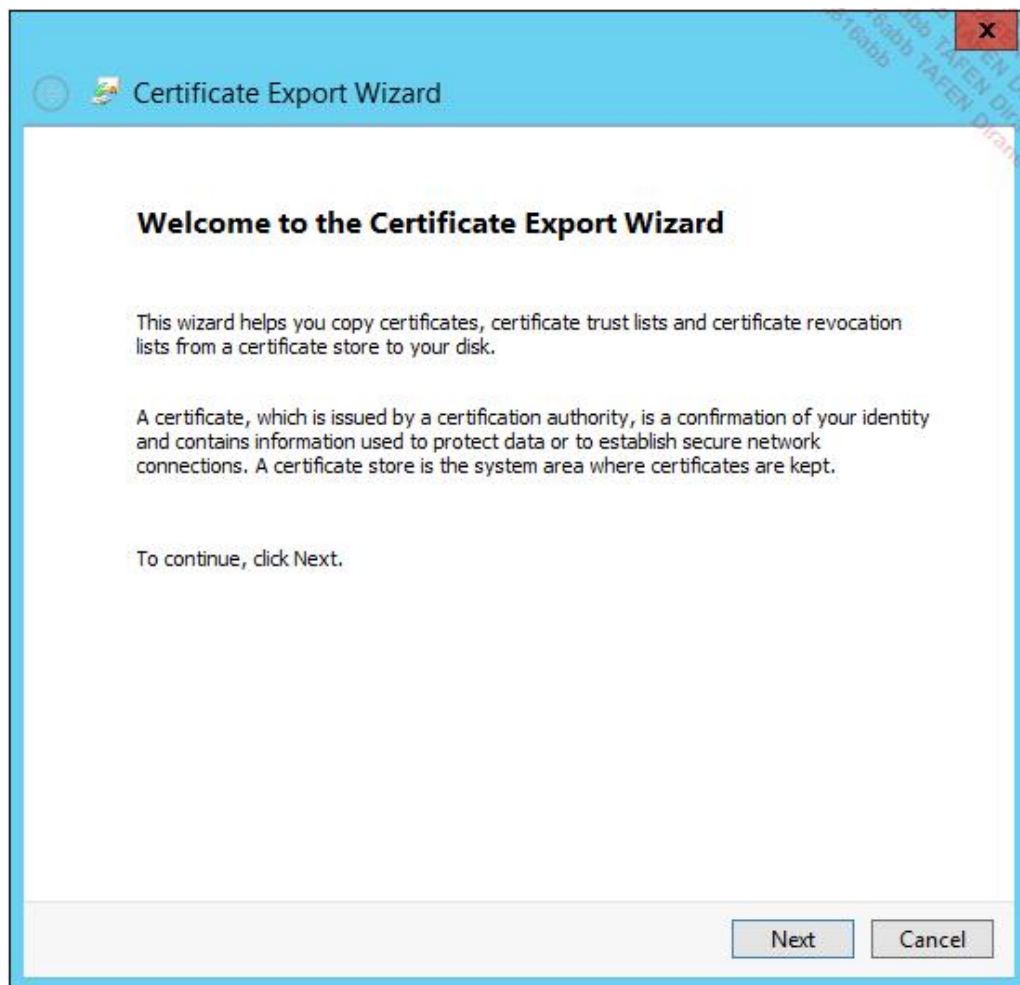 x
Certificate Export Wizard
Welcome to the Certificate Export Wizard
This wizard helps you copy certificates, certificate trust lists and certificate revocation
lists from a certificate store to your disk.
A certificate, which is issued by a certification authority, is a confirmation of your identity
and contains information used to protect data or to establish secure network
connections. A certificate store is the system area where certificates are kept.
To continue, click Next.
Next
Cancel